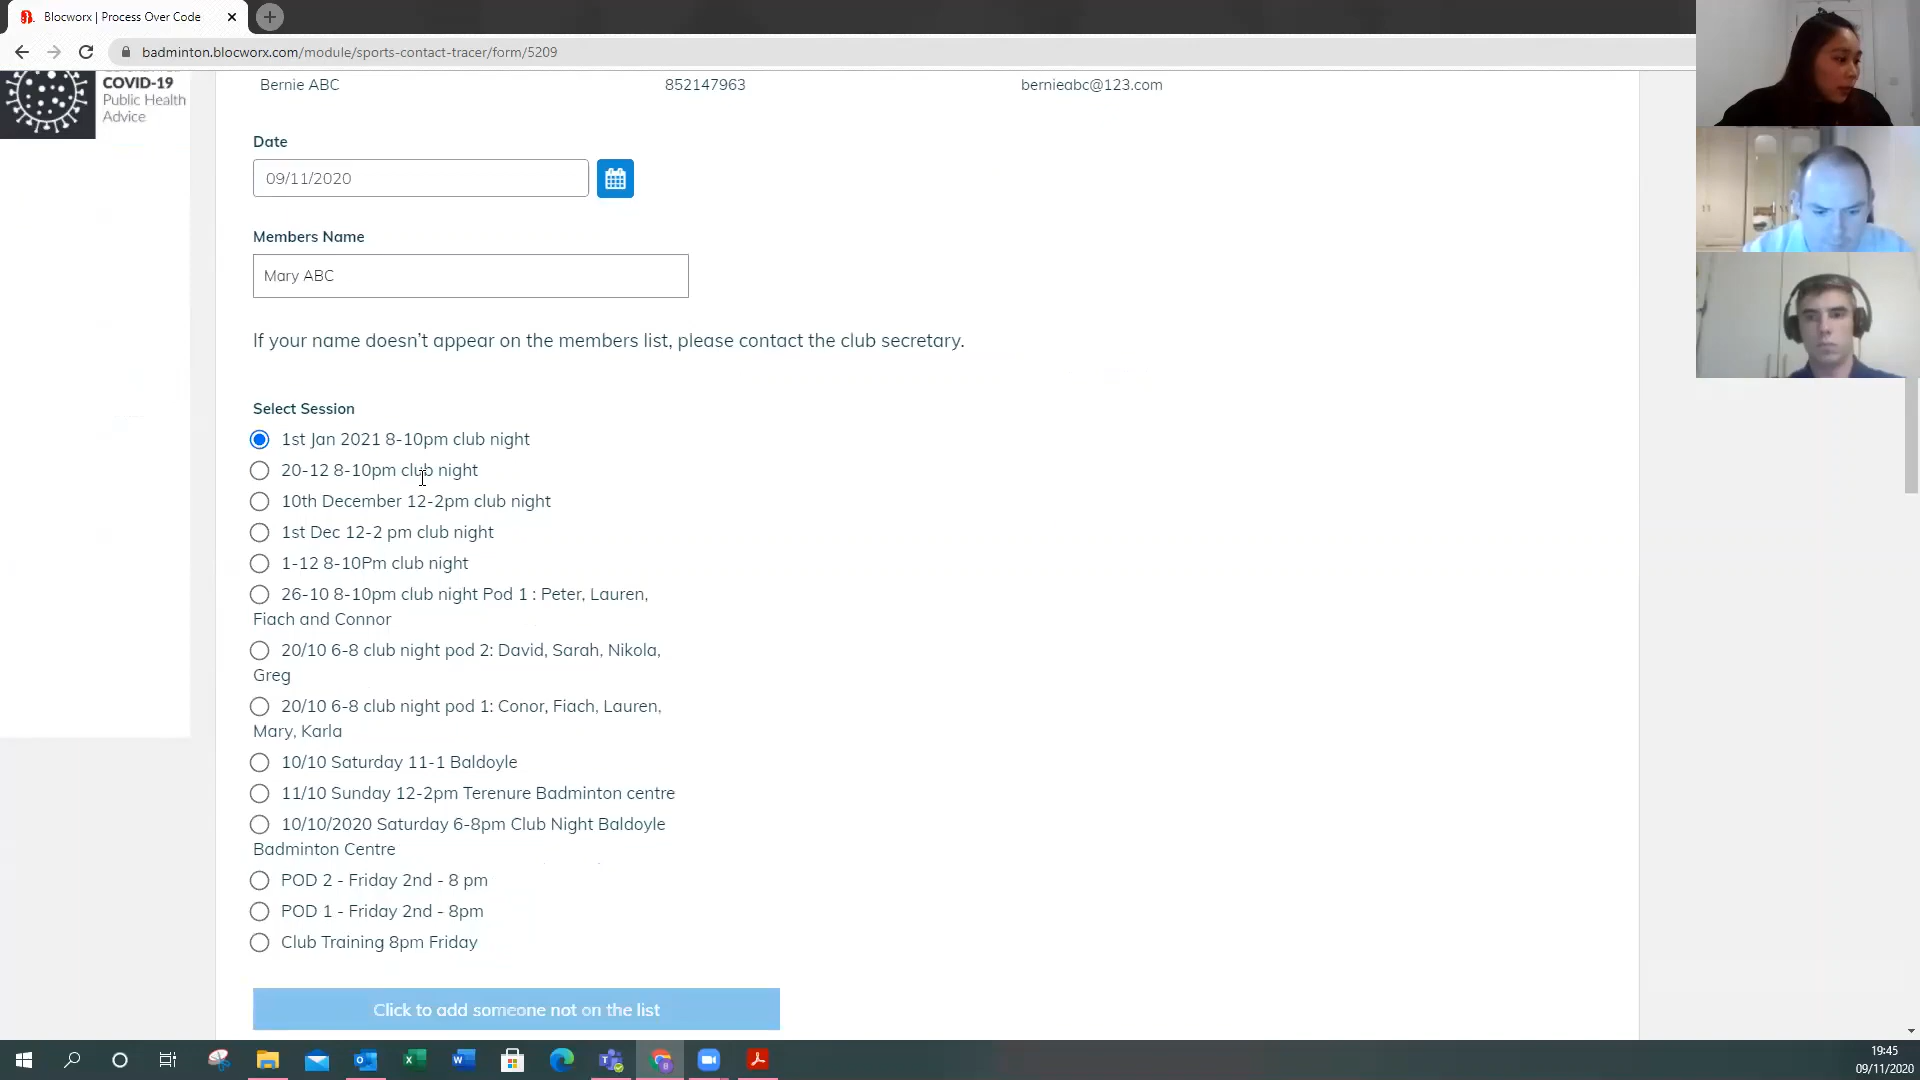 Blocworx | Process Over Code
badminton.blocworx.com/module/sports-contact-tracer/form/5209
COVID-19
Public Health
Advice
Bernie ABC 852147963 bernieabc@123.com
Date
09/11/2020
Members Name
Mary ABC
If your name doesn't appear on the members list, please contact the club secretary.
Select Session
1st Jan 2021 8-10pm club night
20-12 8-10pm club night
10th December 12-2pm club night
1st Dec 12-2 pm club night
1-12 8-10Pm club night
26-10 8-10pm club night Pod 1 : Peter, Lauren,
Fiach and Connor
20/10 6-8 club night pod 2: David, Sarah, Nikola,
Greg
20/10 6-8 club night pod 1: Conor, Fiach, Lauren,
Mary, Karla
10/10 Saturday 11-1 Baldoyle
11/10 Sunday 12-2pm Terenure Badminton centre
10/10/2020 Saturday 6-8pm Club Night Baldoyle
Badminton Centre
POD 2 - Friday 2nd - 8 pm
POD 1 - Friday 2nd - 8pm
Club Training 8pm Friday
Click to add someone not on the list
19:45
09/11/2020